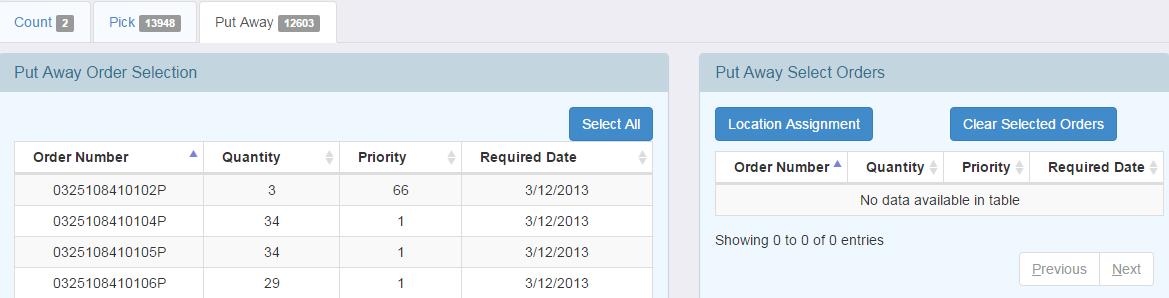 Count 2 Pick 13948 Put Away 12603
Put Away Order Selection
Select All
Order Number Quantity Priority Required Date
0325108410102P 3 66 3/12/2013
0325108410104P 34 1 3/12/2013
0325108410105P 34 1 3/12/2013
0325108410106P 29 1 3/12/2013
Put Away Select Orders
Location Assignment Clear Selected Orders
Order Number Quantity Priority Required Date
No data available in table
Showing 0 to 0 of 0 entries
Previous Next